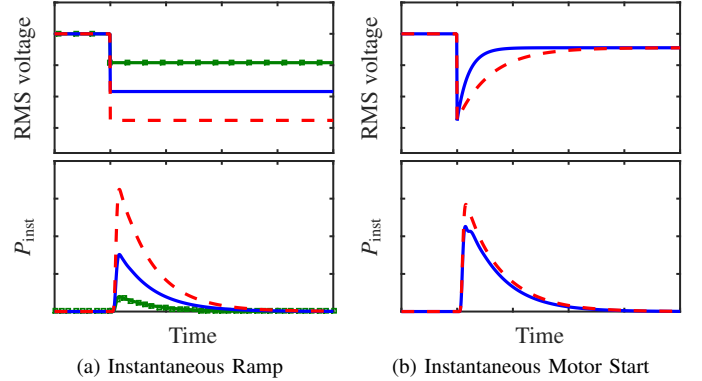 RMS voltage
RMS voltage
P_inst
P_inst
Time
Time
(a) Instantaneous Ramp
(b) Instantaneous Motor Start